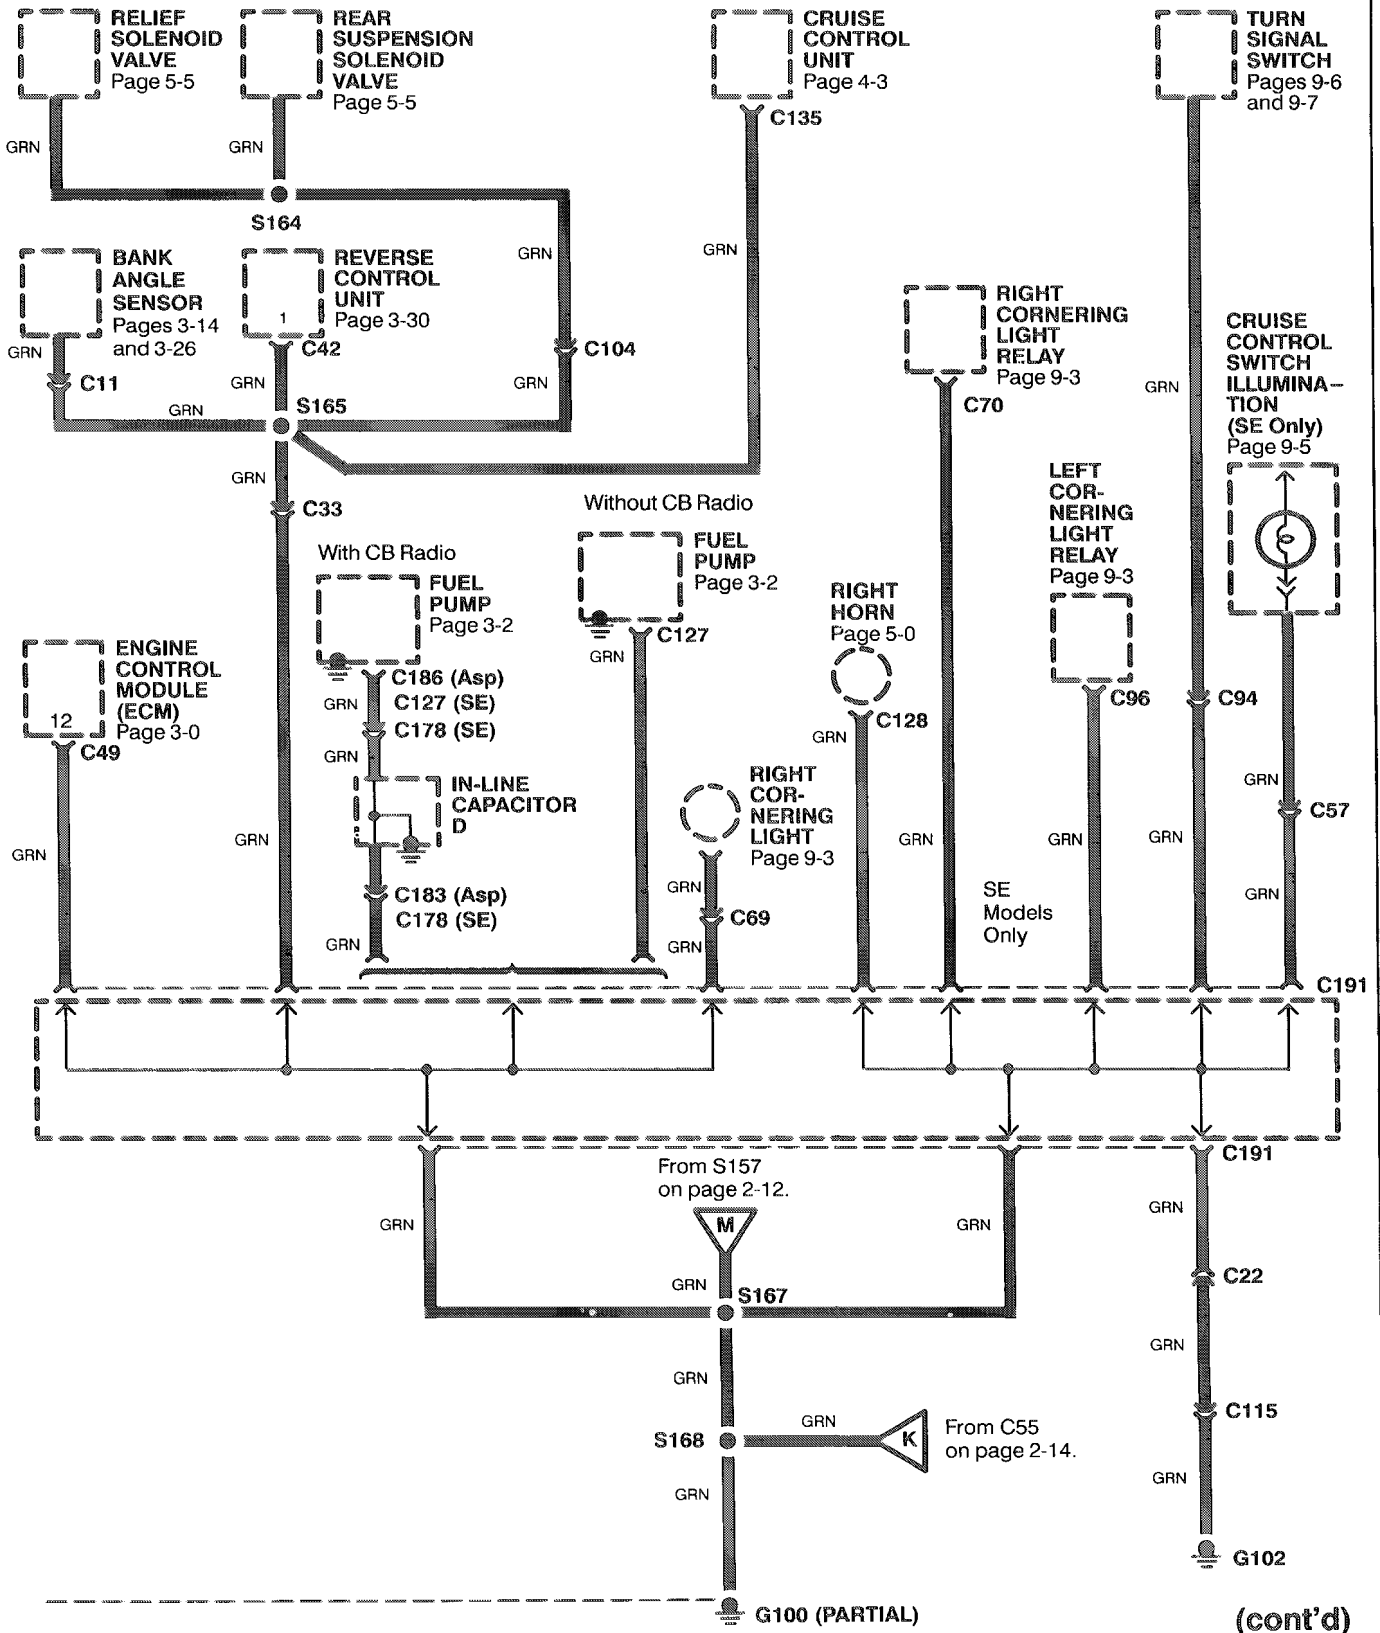 RELIEF
SOLENOID
VALVE
Page 5-5
REAR
SUSPENSION
SOLENOID
VALVE
Page 5-5
CRUISE
CONTROL
UNIT
Page 4-3
TURN
SIGNAL
SWITCH
Pages 9-6
and 9-7
C135
GRN
GRN
S164
GRN
GRN
BANK
ANGLE
SENSOR
Pages 3-14
and 3-26
REVERSE
CONTROL
UNIT
Page 3-30
1
GRN
C11
C42
GRN
C104
GRN
GRN
S165
GRN
C33
RIGHT
CORNERING
LIGHT
RELAY
Page 9-3
C70
GRN
CRUISE
CONTROL
SWITCH
ILLUMINA–
TION
(SE Only)
Page 9-5
LEFT
COR-
NERING
LIGHT
RELAY
Page 9-3
Without CB Radio
With CB Radio
FUEL
PUMP
Page 3-2
FUEL
PUMP
Page 3-2
C127
GRN
RIGHT
HORN
Page 5-0
C128
GRN
C96
C94
ENGINE
CONTROL
MODULE
(ECM)
Page 3-0
12
C49
C186 (Asp)
GRN
C127 (SE)
C178 (SE)
GRN
IN-LINE
CAPACITOR
D
RIGHT
COR-
NERING
LIGHT
Page 9-3
GRN
C57
GRN
GRN
GRN
GRN
GRN
GRN
C183 (Asp)
C178 (SE)
GRN
GRN
C69
GRN
SE
Models
Only
GRN
C191
C191
From S157
on page 2-12.
M
GRN
GRN
GRN
GRN
S167
C22
GRN
GRN
S168
GRN
K
From C55
on page 2-14.
C115
GRN
GRN
G102
G100 (PARTIAL)
(cont'd)